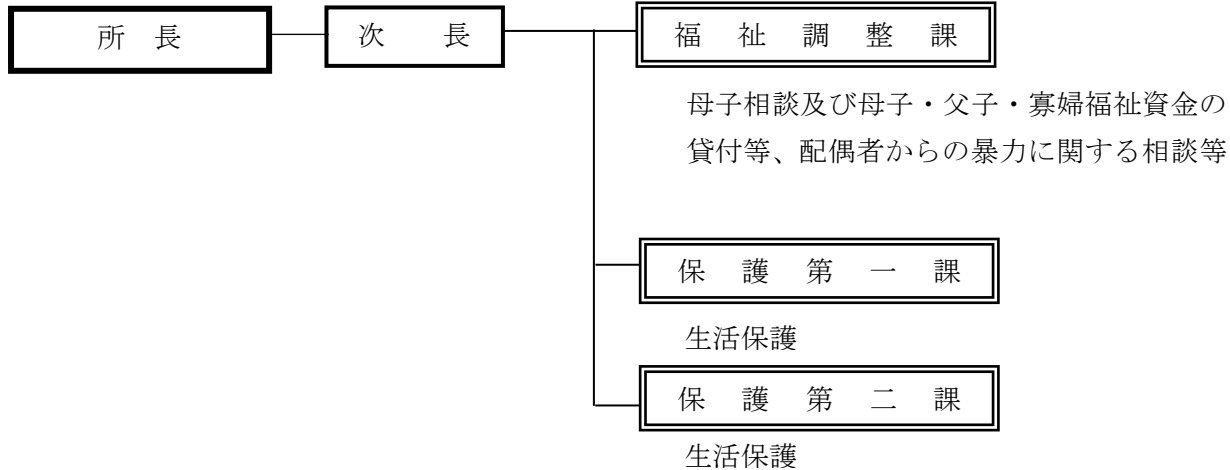 所長
次長
福祉調整課
母子相談及び母子・父子・寡婦福祉資金の
貸付等、配偶者からの暴力に関する相談等
保護第一課
生活保護
保護第二課
生活保護